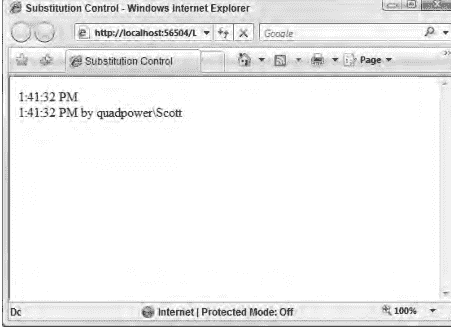 Substitution Control - Windows Internet Explorer
http://localhost:56504/L
Google
Substitution Control
Page
1:41:32 PM
1:41:32 PM by quadpower\Scott
Dc
Internet | Protected Mode: Off
100%